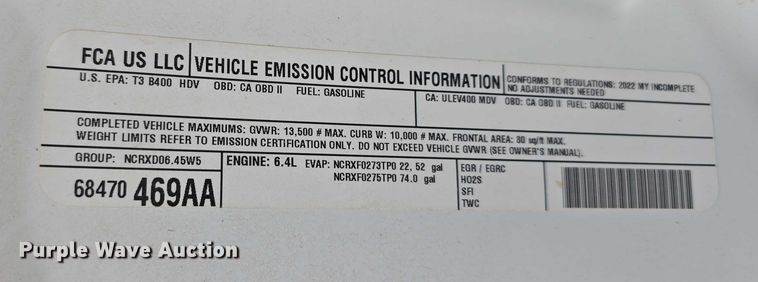 FCA US LLC
VEHICLE EMISSION CONTROL INFORMATION
CONFORMS TO REGULATIONS: 2022 MY INCOMPLETE
NO ADJUSTMENTS NEEDED
U.S. EPA: T3 B400 HDV OBD: CA OBD II FUEL: GASOLINE
CA: ULEV400 MDV OBD: CA OBD II FUEL: GASOLINE
COMPLETED VEHICLE MAXIMUMS: GVWR: 13,500 # MAX. CURB W: 10,000 # MAX. FRONTAL AREA: 80 sq/ft MAX.
WEIGHT LIMITS REFER TO EMISSION CERTIFICATION ONLY. DO NOT EXCEED VEHICLE GVWR (SEE OWNER'S MANUAL).
GROUP: NCRXD06.45W5
ENGINE: 6.4L EVAP: NCRXF0273TP0 22, 52 gal
NCRXF0275TP0 74.0 gal
EGR / EGRC
HO2S
SFI
TWC
68470 469AA
Purple Wave Auction